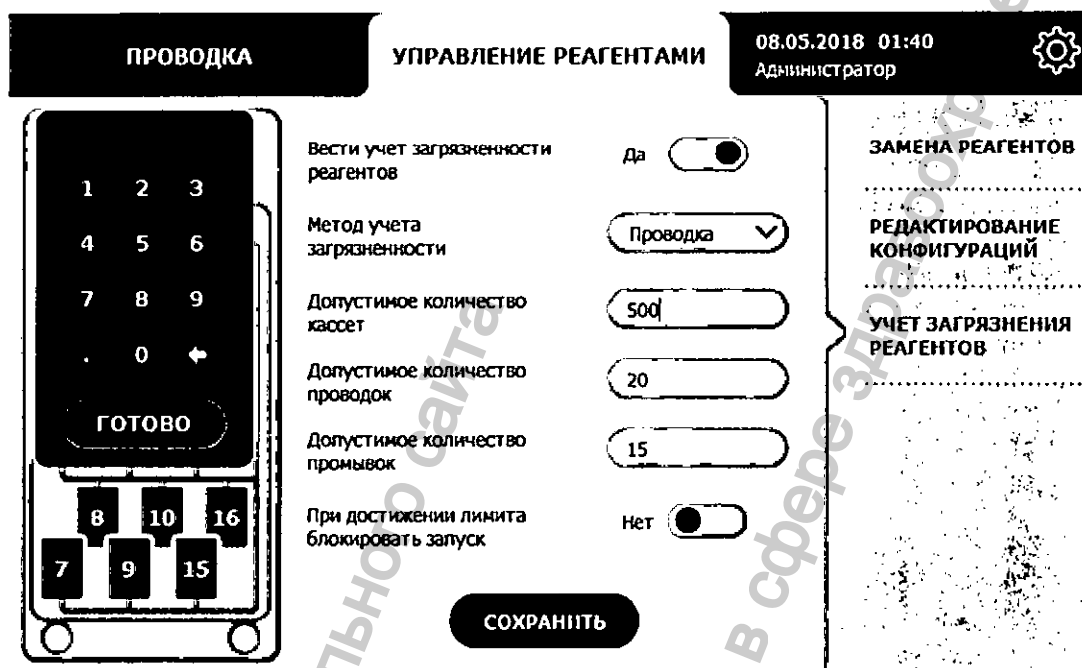 ПРОВОДКА
УПРАВЛЕНИЕ РЕАГЕНТАМИ
08.05.2018 01:40
Администратор
1 2 3
4 5 6
7 8 9
. 0
ГОТОВО
8 10 16
7 9 15
Вести учет загрязненности
реагентов
Да
Метод учета
загрязненности
Проводка
Допустимое количество
кассет
500
Допустимое количество
проводок
20
Допустимое количество
промывок
15
При достижении лимита
блокировать запуск
Нет
СОХРАНИТЬ
ЗАМЕНА РЕАГЕНТОВ
РЕДАКТИРОВАНИЕ
КОНФИГУРАЦИЙ
УЧЕТ ЗАГРЯЗНЕНИЯ
РЕАГЕНТОВ
сайта
в сфере